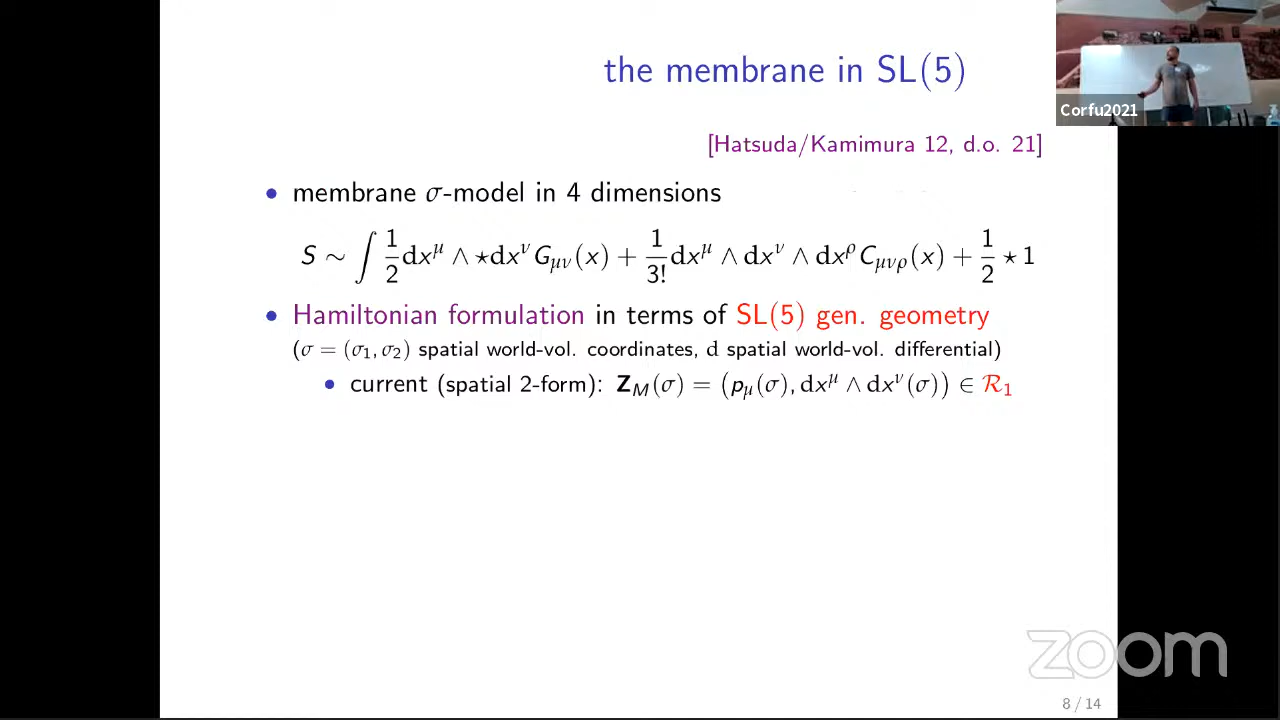 the membrane in SL(5)
Corfu2021
[Hatsuda/Kamimura 12, d.o. 21]
• membrane σ-model in 4 dimensions
S ∼ ∫ 1/2 dx^μ ∧ ⋆dx^ν G_μν(x) + 1/3! dx^μ ∧ dx^ν ∧ dx^ρ C_μνρ(x) + 1/2 ⋆ 1
• Hamiltonian formulation in terms of SL(5) gen. geometry
(σ = (σ₁, σ₂) spatial world-vol. coordinates, d spatial world-vol. differential)
• current (spatial 2-form): Z_M(σ) = (p_μ(σ), dx^μ ∧ dx^ν(σ)) ∈ R₁
zoom
8 / 14